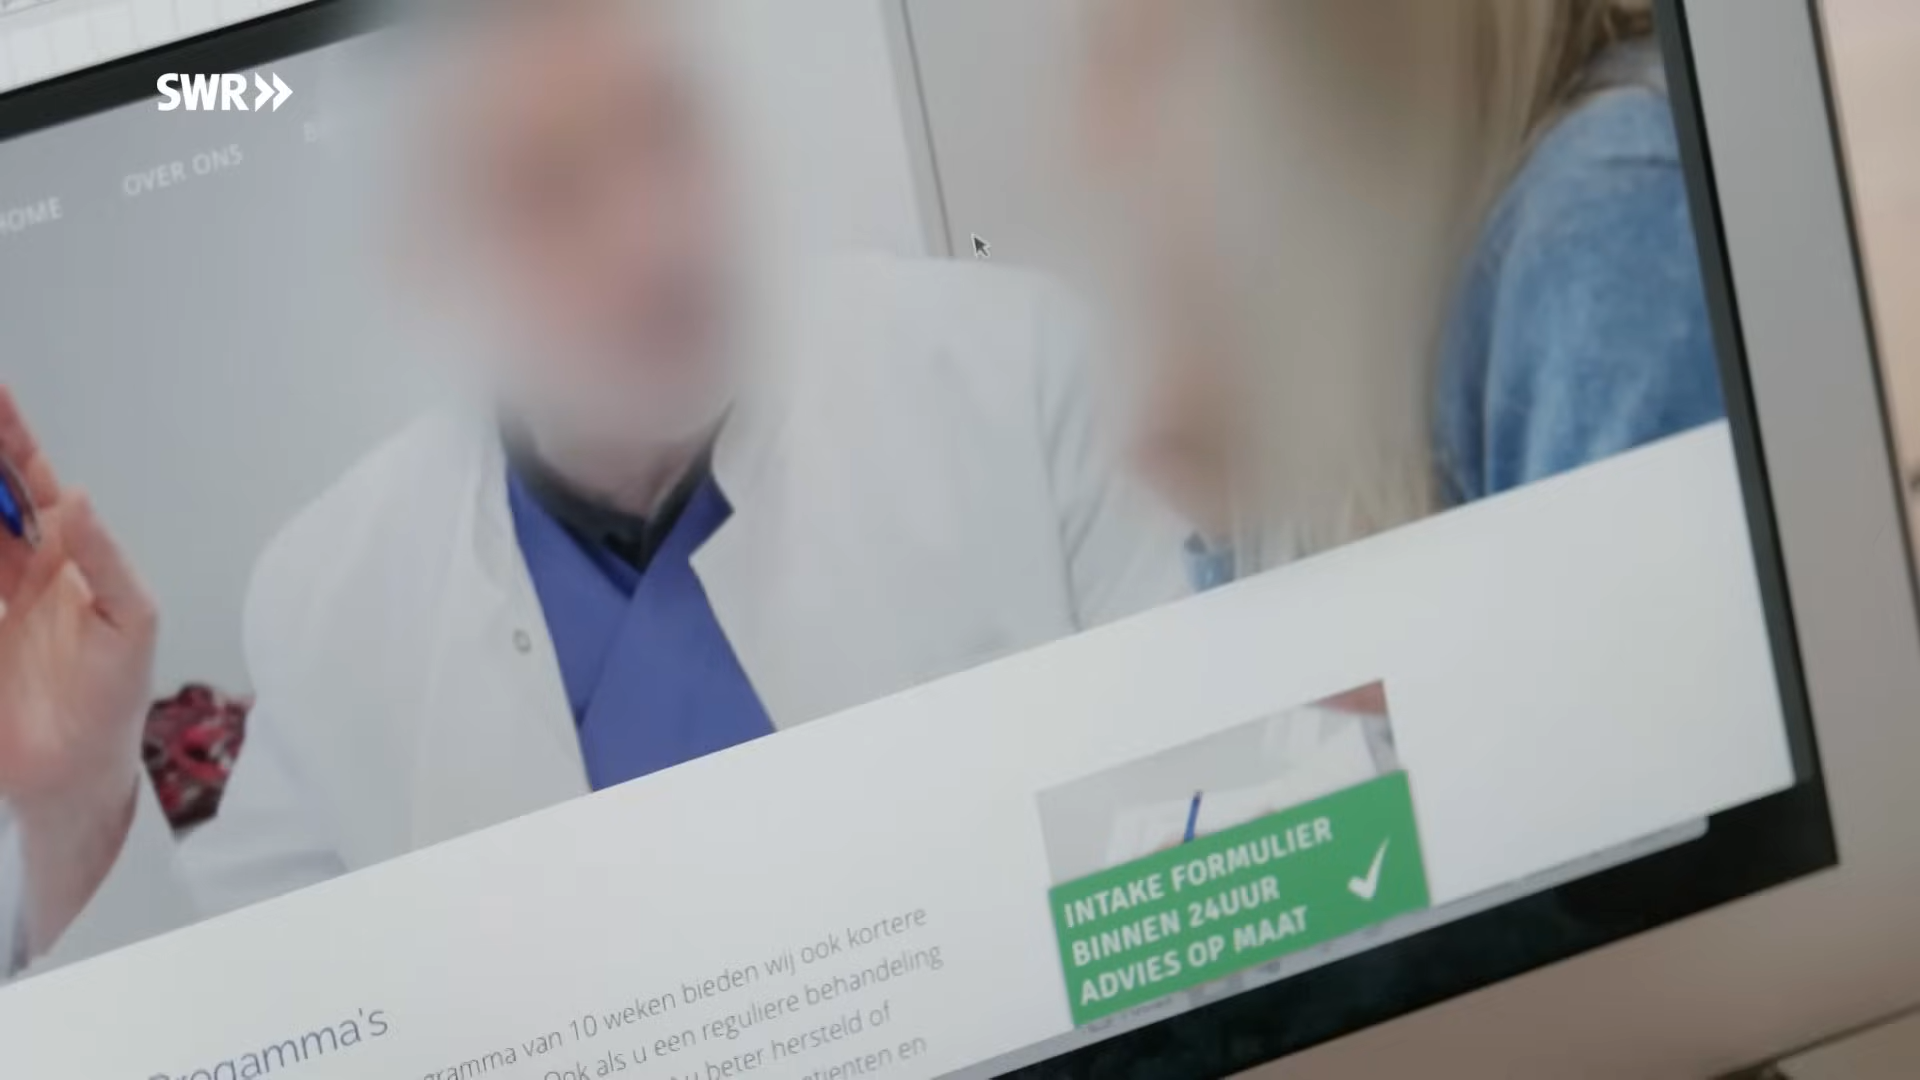 SWR
HOME
OVER ONS
INTAKE FORMULIER
BINNEN 24UUR
ADVIES OP MAAT
Progamma's
van 10 weken bieden wij ook kortere
Ook als u een reguliere behandeling
u beter hersteld of
en